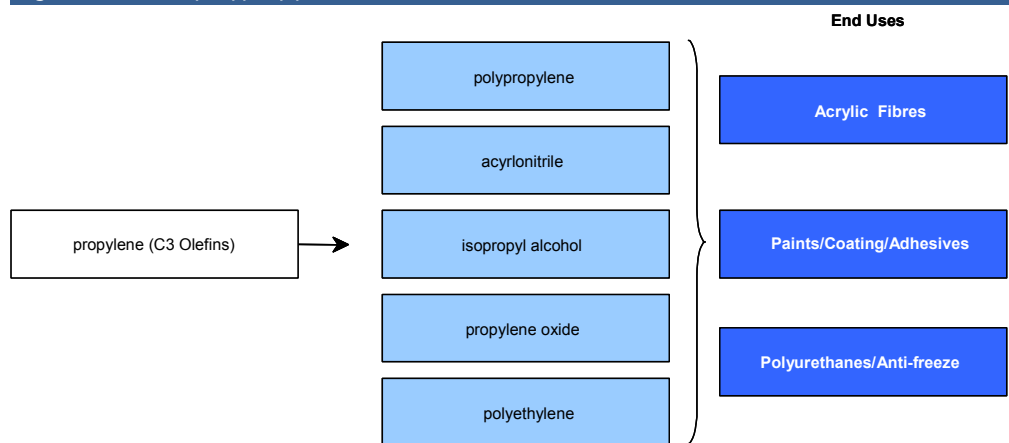 End Uses
polypropylene
Acrylic Fibres
acyrlonitrile
propylene (C3 Olefins)
isopropyl alcohol
Paints/Coating/Adhesives
propylene oxide
Polyurethanes/Anti-freeze
polyethylene